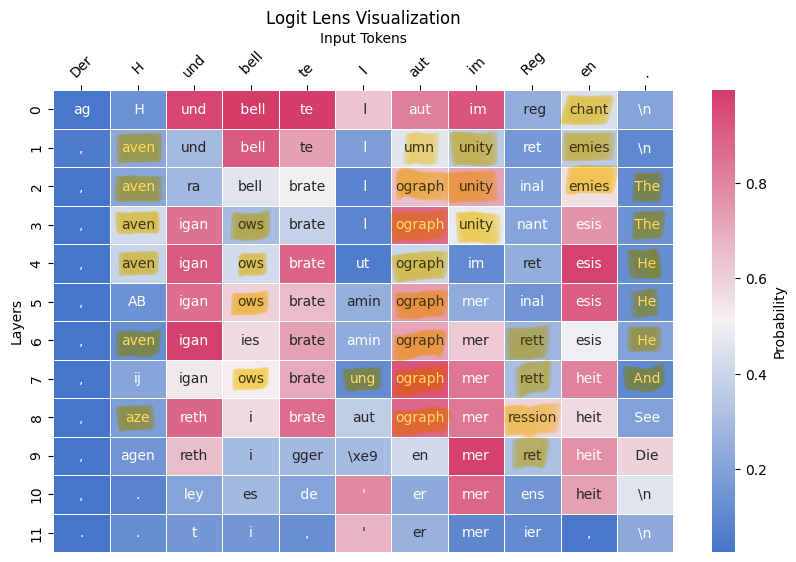 Logit Lens Visualization
Input Tokens
Der H und bell te l aut im Reg en .
0 ag H und bell te l aut im reg chant \n
1 , aven und bell te l umn unity ret emies \n
2 , aven ra bell brate l ograph unity inal emies The
3 , aven igan ows brate l ograph unity nant esis The
4 , aven igan ows brate ut ograph im ret esis He
5 , AB igan ows brate amin ograph mer inal esis He
6 , aven igan ies brate amin ograph mer rett esis He
7 , ij igan ows brate ung ograph mer rett heit And
8 , aze reth i brate aut ograph mer ression heit See
9 , agen reth i gger \xe9 en mer ret heit Die
10 , . ley es de ' er mer ens heit \n
11 . . t i , ' er mer ier , \n
Layers
0.8
0.6
0.4
0.2
Probability